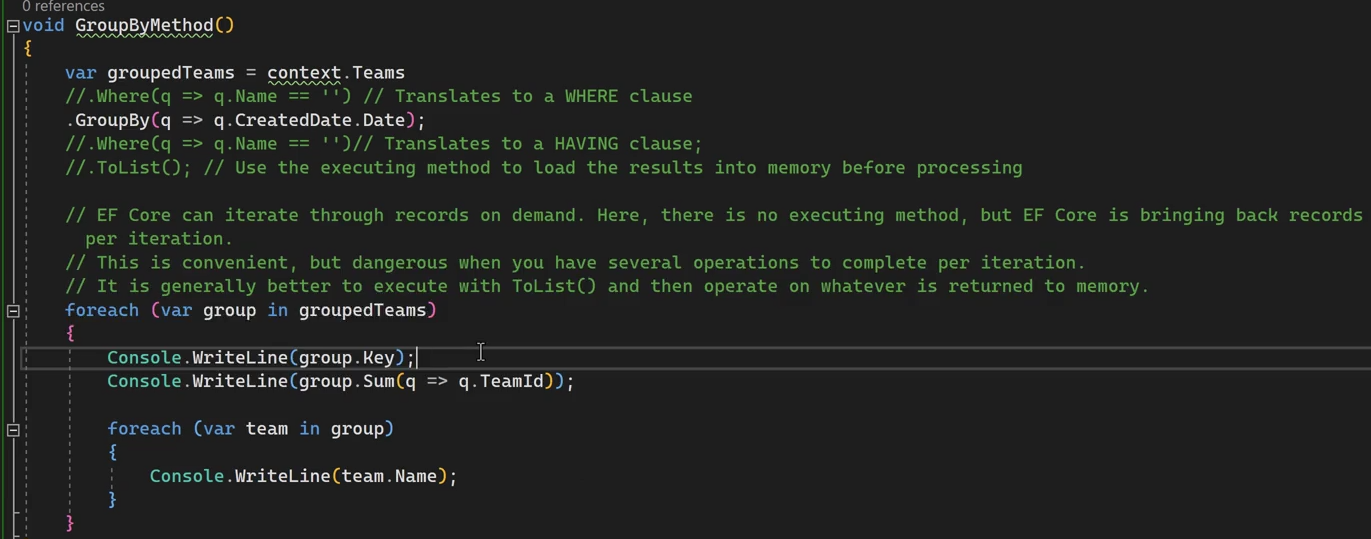 0 references
void GroupByMethod()
{
var groupedTeams = context.Teams
//.Where(q => q.Name == '') // Translates to a WHERE clause
.GroupBy(q => q.CreatedDate.Date);
//.Where(q => q.Name == '')// Translates to a HAVING clause;
//.ToList(); // Use the executing method to load the results into memory before processing
// EF Core can iterate through records on demand. Here, there is no executing method, but EF Core is bringing back records
per iteration.
// This is convenient, but dangerous when you have several operations to complete per iteration.
// It is generally better to execute with ToList() and then operate on whatever is returned to memory.
foreach (var group in groupedTeams)
{
Console.WriteLine(group.Key);
Console.WriteLine(group.Sum(q => q.TeamId));
foreach (var team in group)
{
Console.WriteLine(team.Name);
}
}